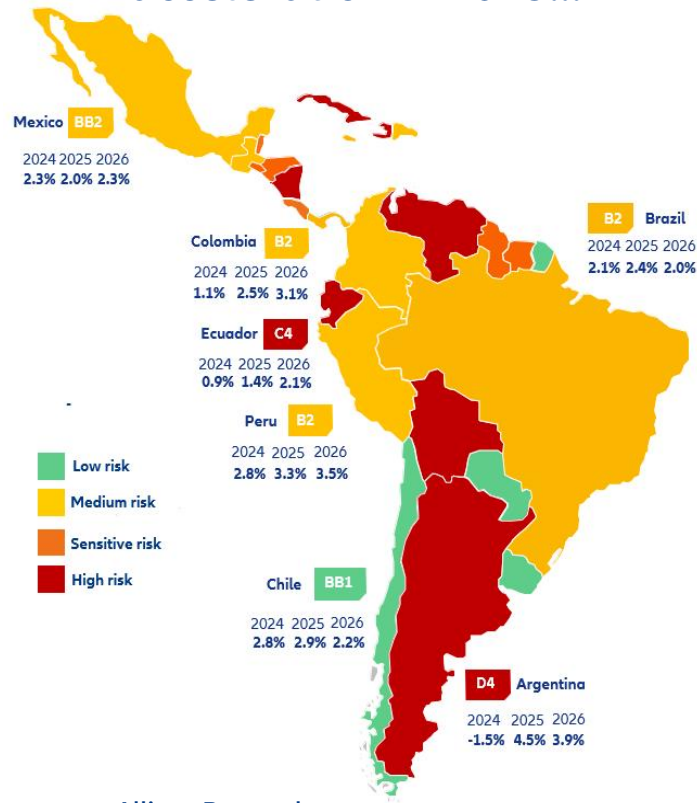 Mexico BB2
2024 2025 2026
2.3% 2.0% 2.3%
B2 Brazil
2024 2025 2026
2.1% 2.4% 2.0%
Colombia B2
2024 2025 2026
1.1% 2.5% 3.1%
Ecuador C4
2024 2025 2026
0.9% 1.4% 2.1%
-
Peru B2
2024 2025 2026
2.8% 3.3% 3.5%
Low risk
Medium risk
Sensitive risk
High risk
Chile BB1
2024 2025 2026
2.8% 2.9% 2.2%
D4 Argentina
2024 2025 2026
-1.5% 4.5% 3.9%